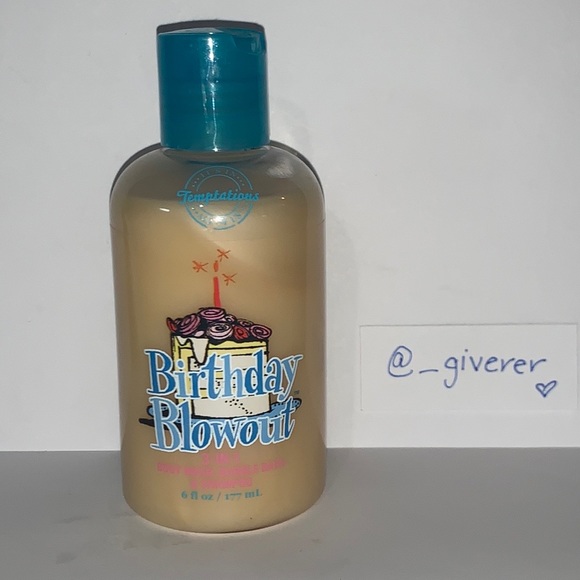 Temptations
Birthday
Blowout
6 fl oz / 177 mL
@_giverer